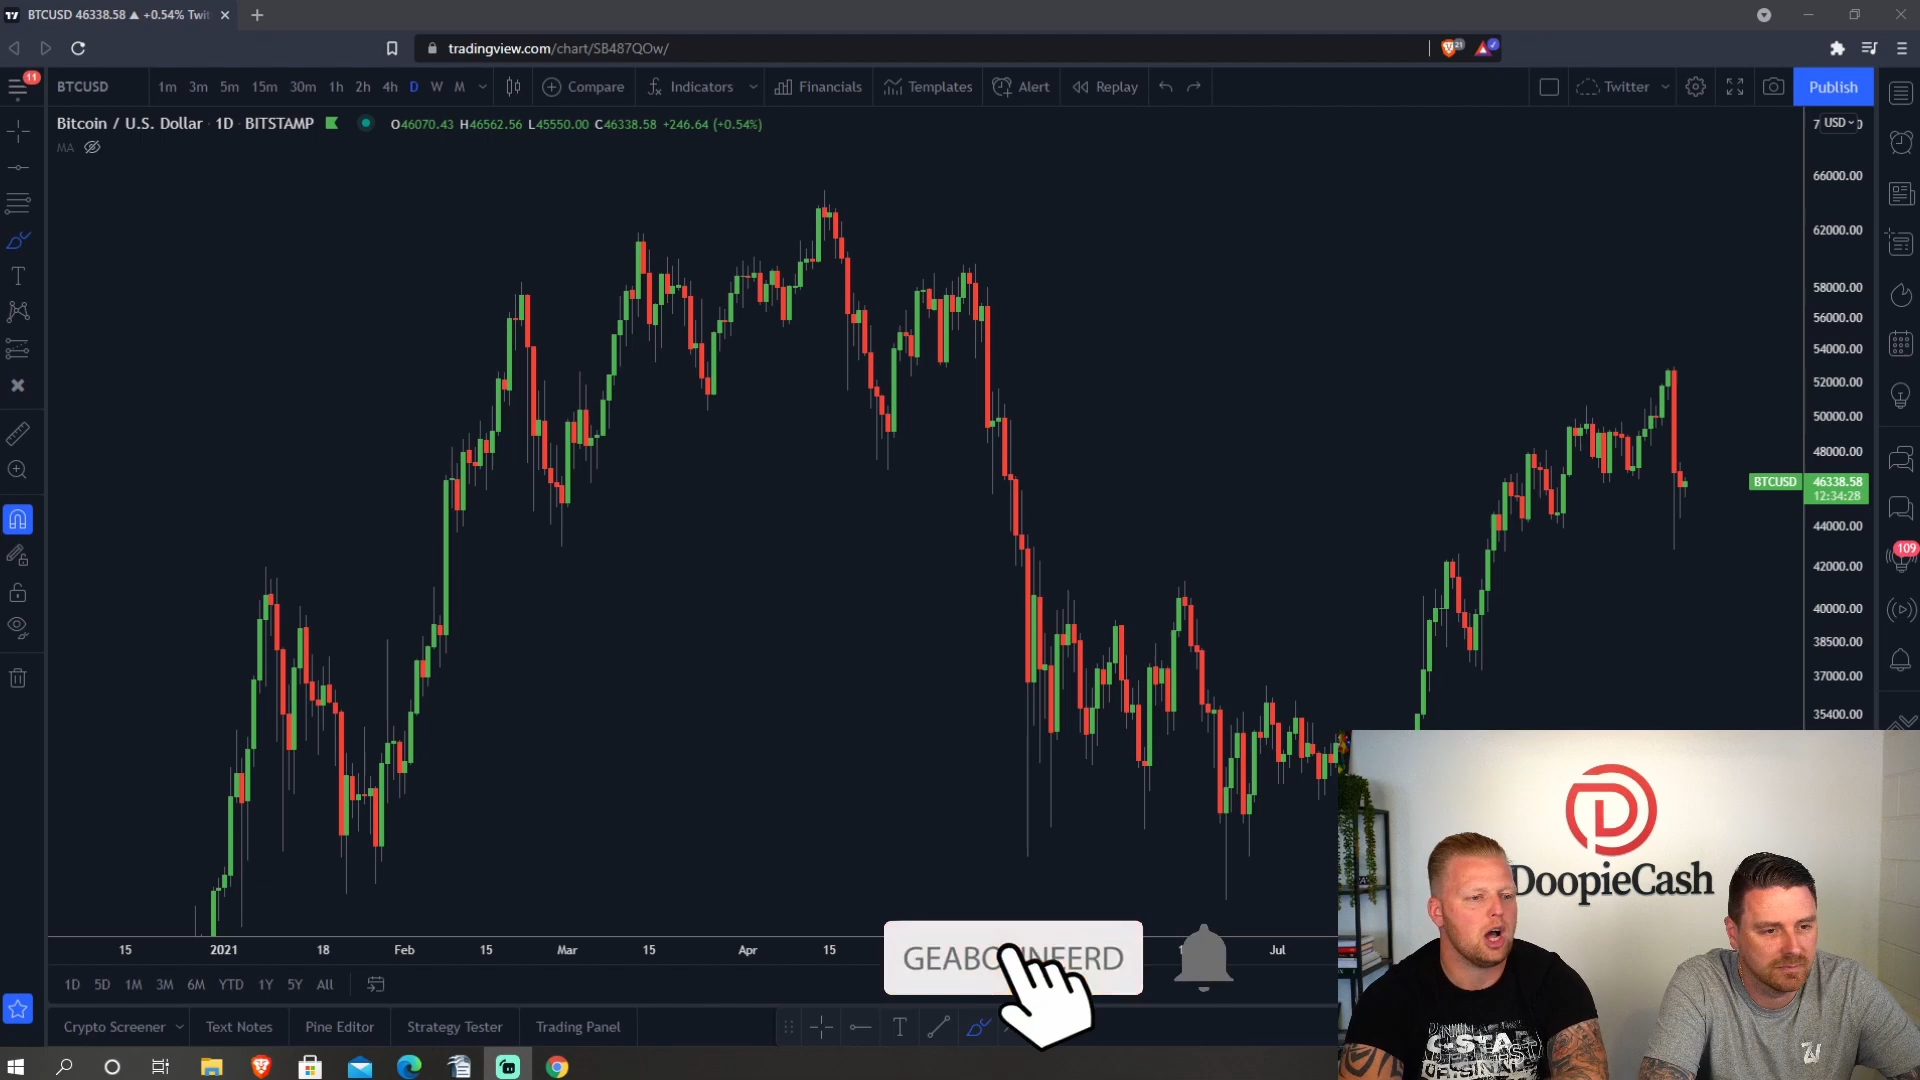 BTCUSD 46338.58 ▲ +0.54% Twit
tradingview.com/chart/SB487QOw/
21
11
BTCUSD 1m 3m 5m 15m 30m 1h 2h 4h D W M Compare Indicators Financials Templates Alert Replay Twitter Publish
Bitcoin / U.S. Dollar 1D BITSTAMP O46070.43 H46562.56 L45550.00 C46338.58 +246.64 (+0.54%)
USD
MA
66000.00
62000.00
58000.00
56000.00
54000.00
52000.00
50000.00
48000.00
BTCUSD 46338.58
12:34:28
44000.00
109
42000.00
40000.00
38500.00
37000.00
35400.00
DoopieCash
15 2021 18 Feb 15 Mar 15 Apr 15 Jul
GEABONNEERD
1D 5D 1M 3M 6M YTD 1Y 5Y All
Crypto Screener Text Notes Pine Editor Strategy Tester Trading Panel